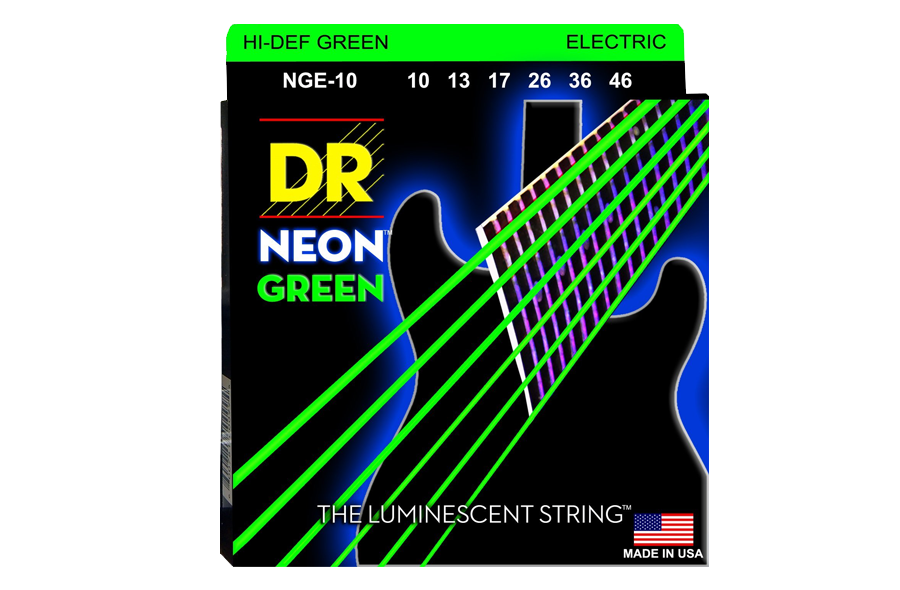 HI-DEF GREEN ELECTRIC
NGE-10 10 13 17 26 36 46
DR
NEON™
GREEN
THE LUMINESCENT STRING™
MADE IN USA